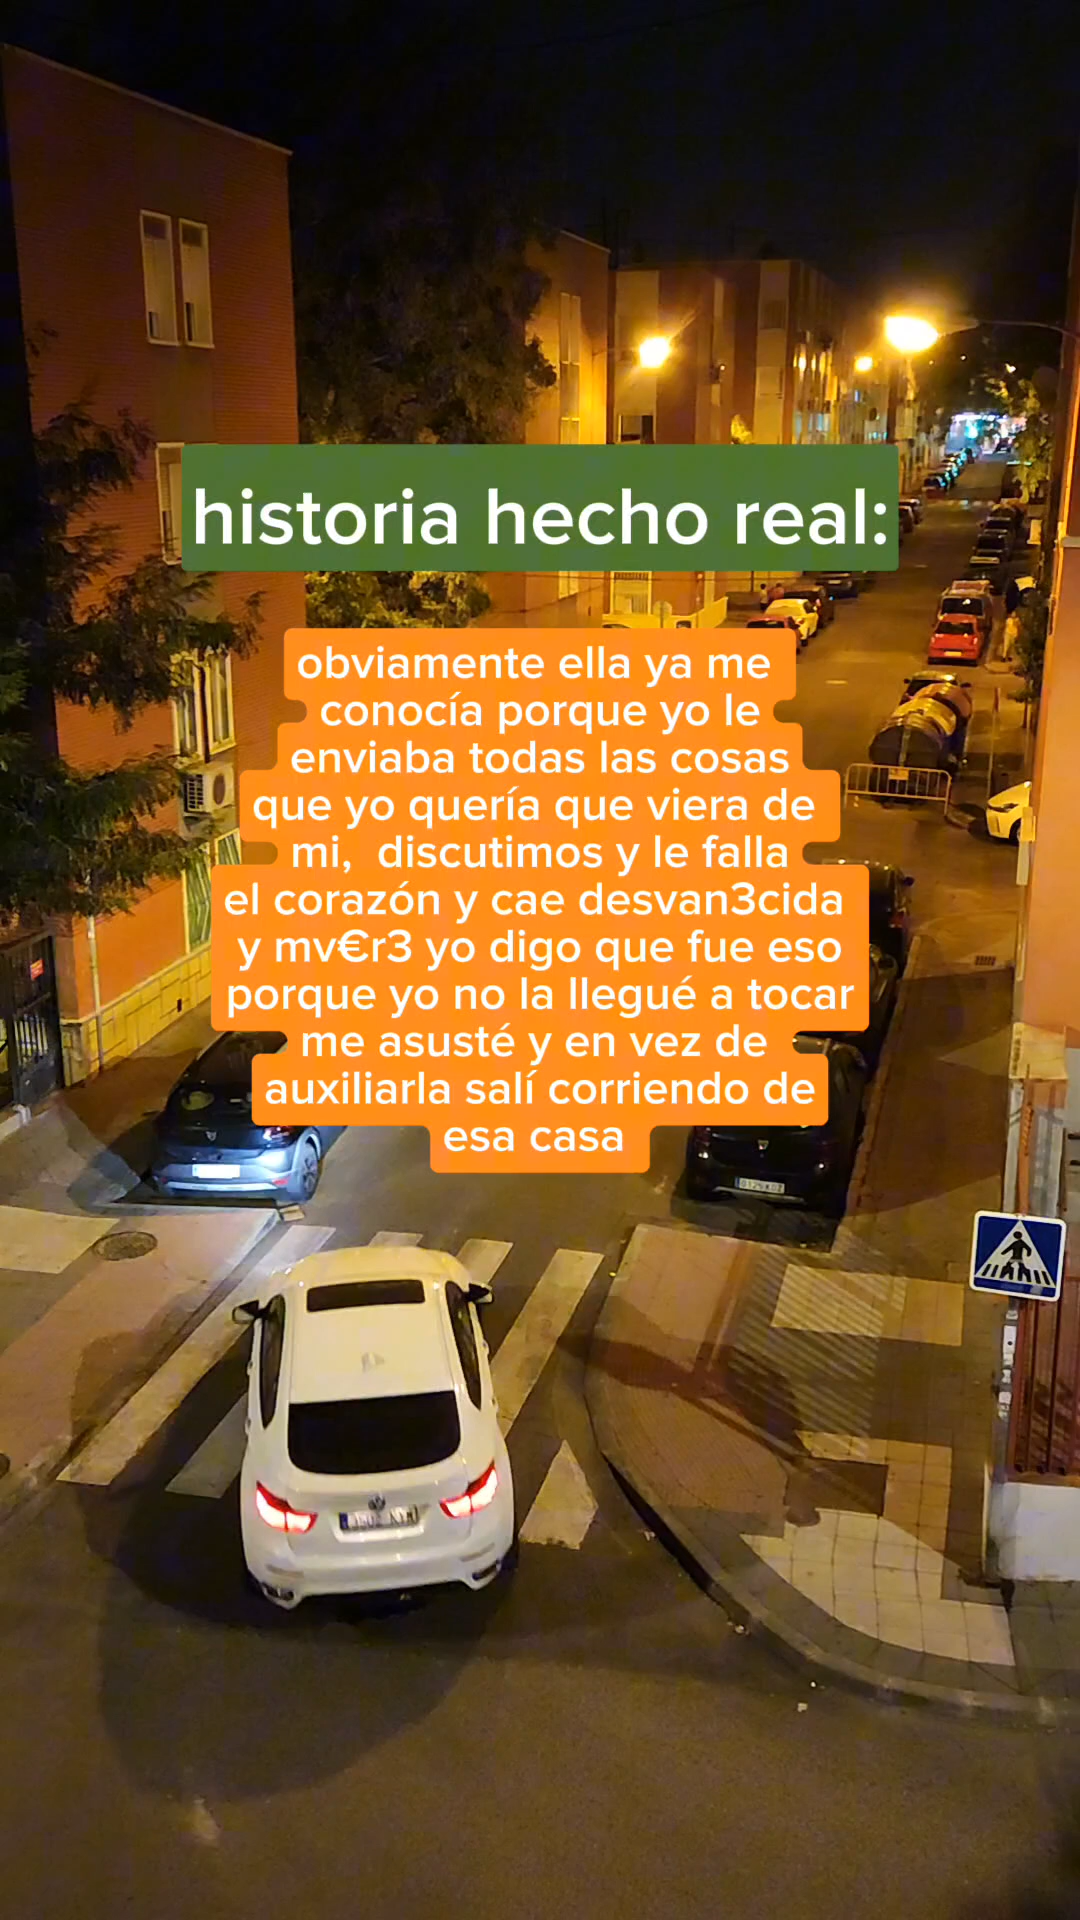 historia hecho real:
obviamente ella ya me
conocía porque yo le
enviaba todas las cosas
que yo quería que viera de
mi,  discutimos y le falla
el corazón y cae desvan3cida
y mv€r3 yo digo que fue eso
porque yo no la llegué a tocar
me asusté y en vez de
auxiliarla salí corriendo de
esa casa